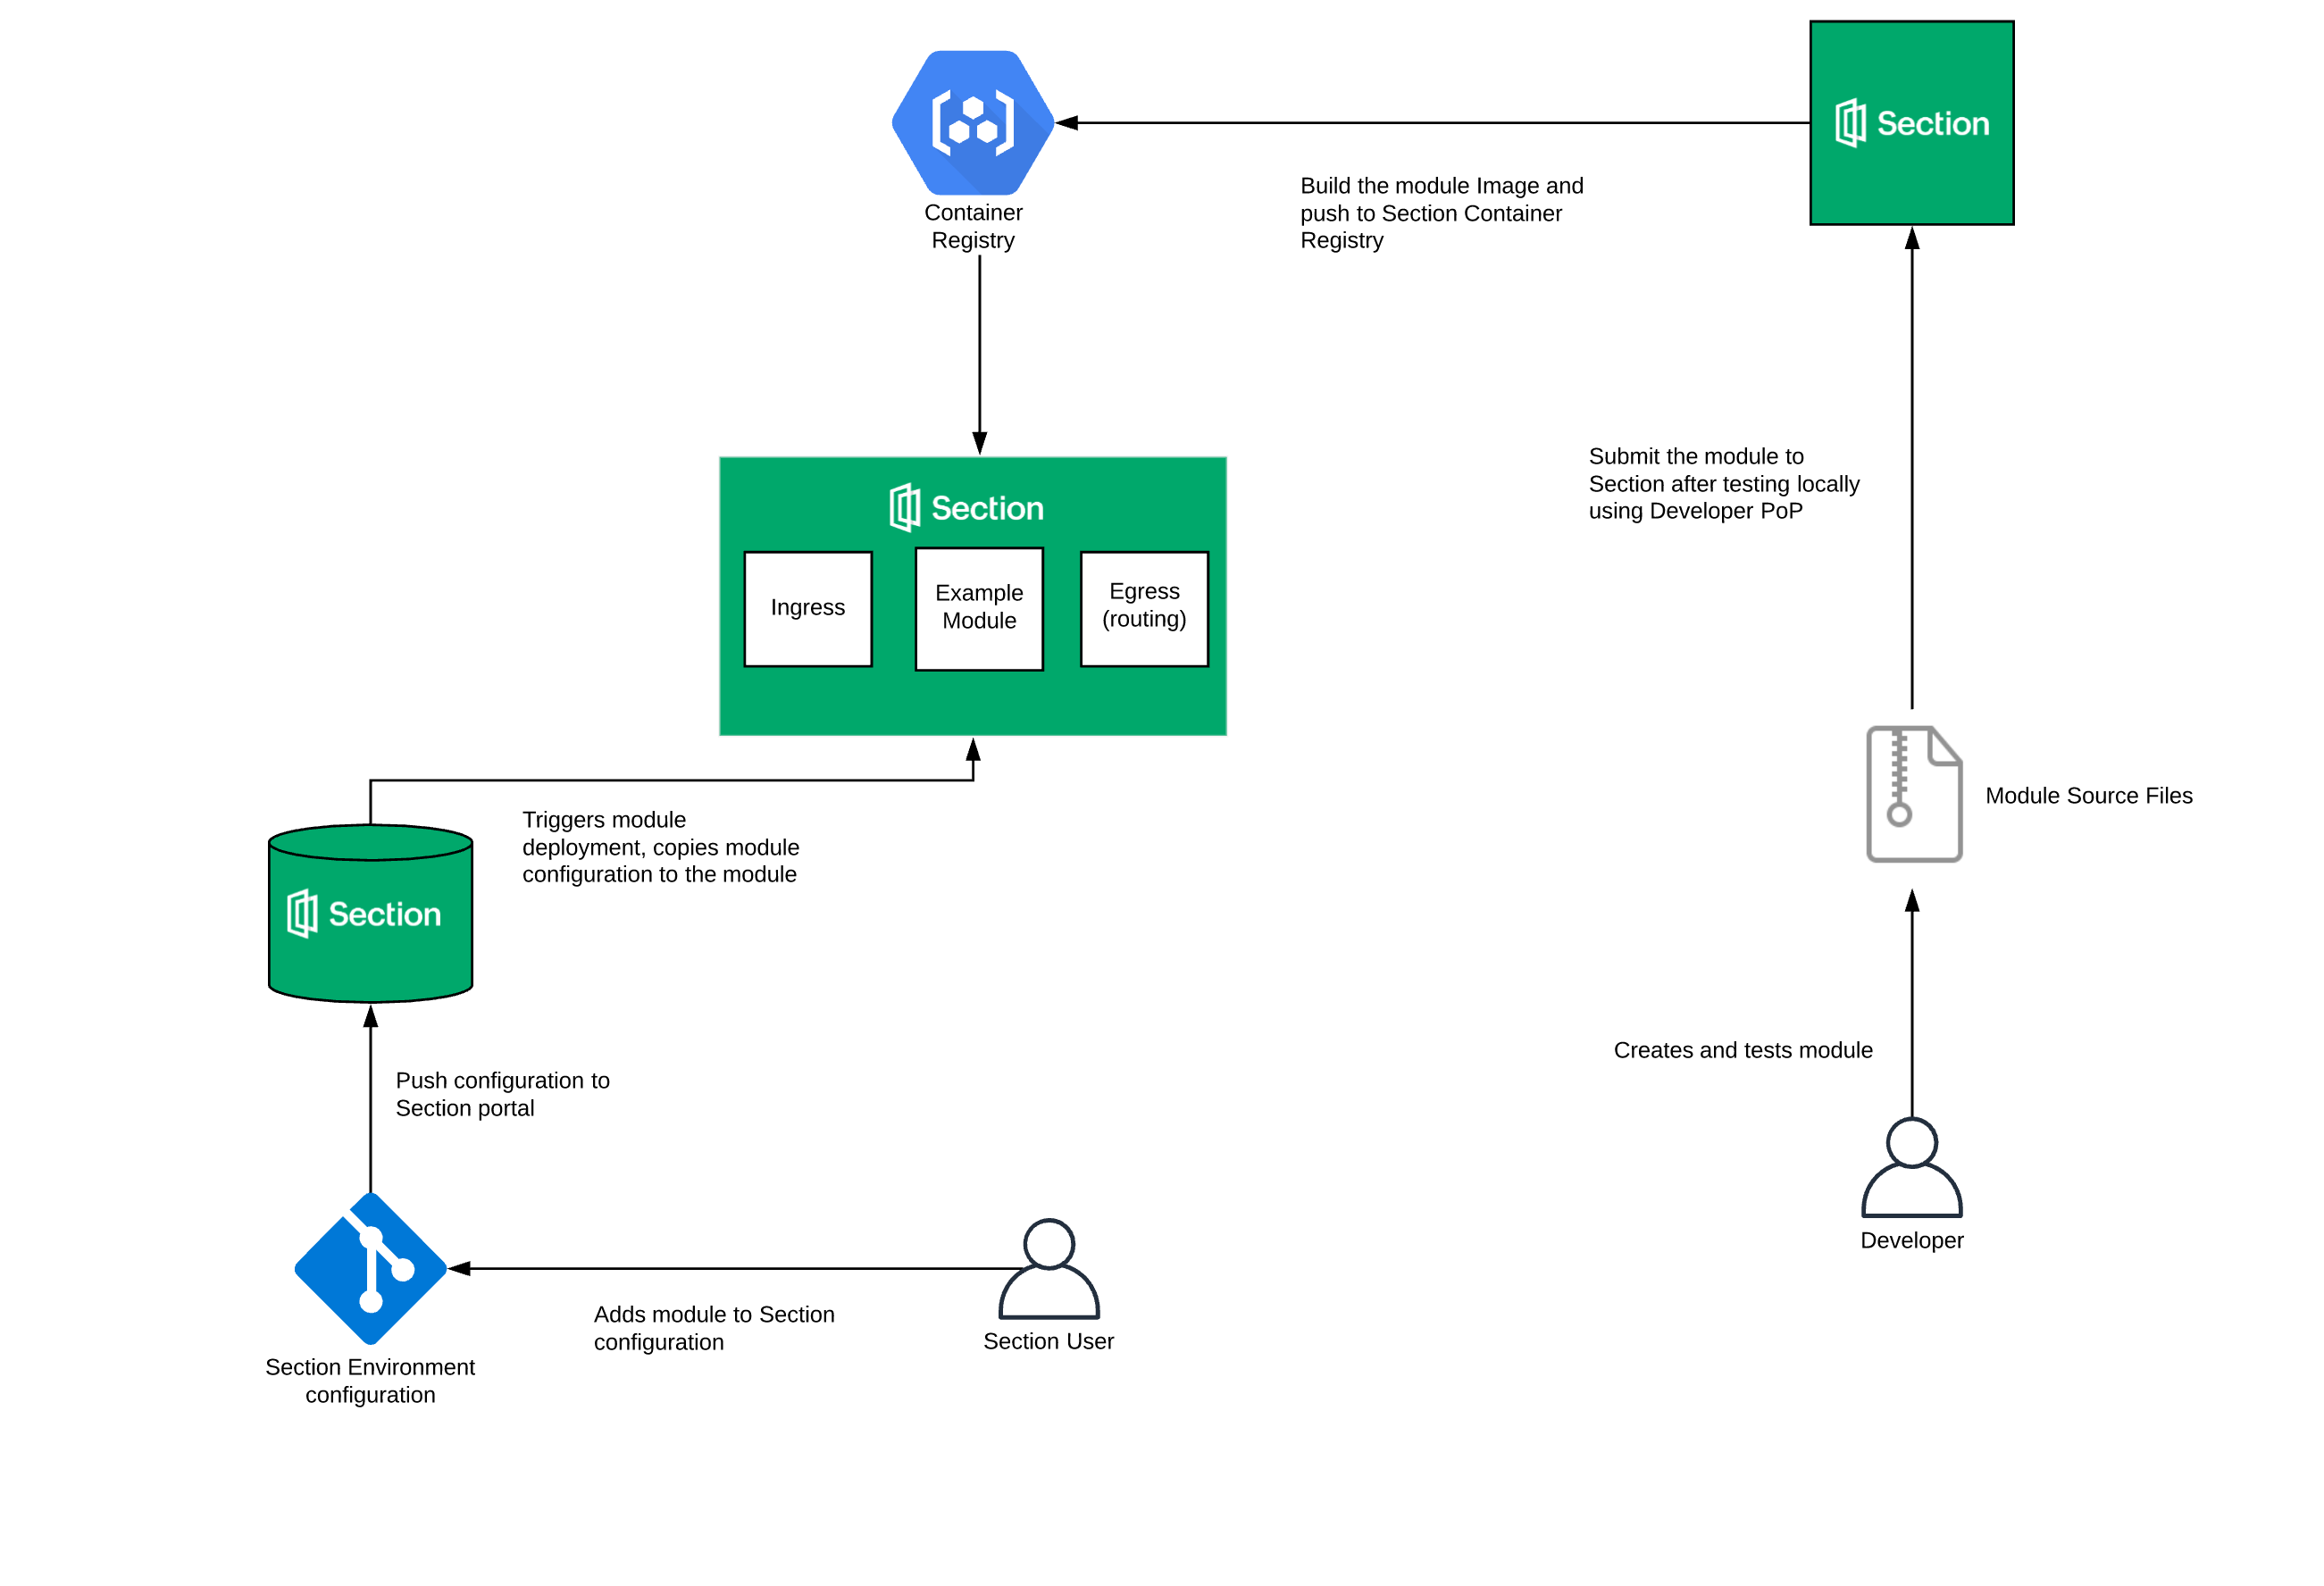 Section
Container
Registry
Build the module Image and
push to Section Container
Registry
Submit the module to
Section after testing locally
using Developer PoP
Section
Ingress
Example
Module
Egress
(routing)
Module Source Files
Triggers module
deployment, copies module
configuration to the module
Section
Push configuration to
Section portal
Creates and tests module
Developer
Adds module to Section
configuration
Section User
Section Environment
configuration